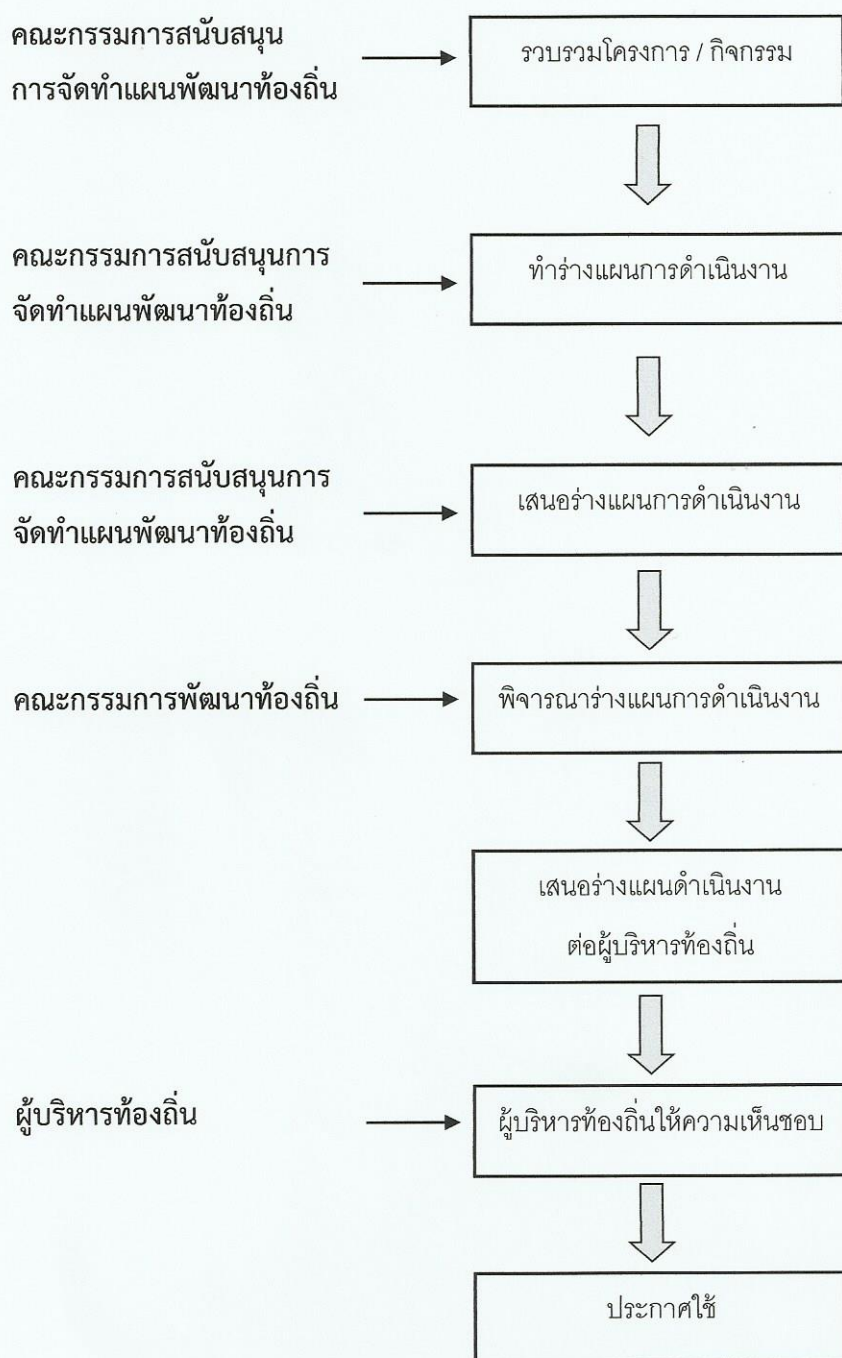 คณะกรรมการสนับสนุน
การจัดทำแผนพัฒนาท้องถิ่น
รวบรวมโครงการ / กิจกรรม
คณะกรรมการสนับสนุนการ
จัดทำแผนพัฒนาท้องถิ่น
ทำร่างแผนการดำเนินงาน
คณะกรรมการสนับสนุนการ
จัดทำแผนพัฒนาท้องถิ่น
เสนอร่างแผนการดำเนินงาน
คณะกรรมการพัฒนาท้องถิ่น
พิจารณาร่างแผนการดำเนินงาน
เสนอร่างแผนดำเนินงาน
ต่อผู้บริหารท้องถิ่น
ผู้บริหารท้องถิ่น
ผู้บริหารท้องถิ่นให้ความเห็นชอบ
ประกาศใช้